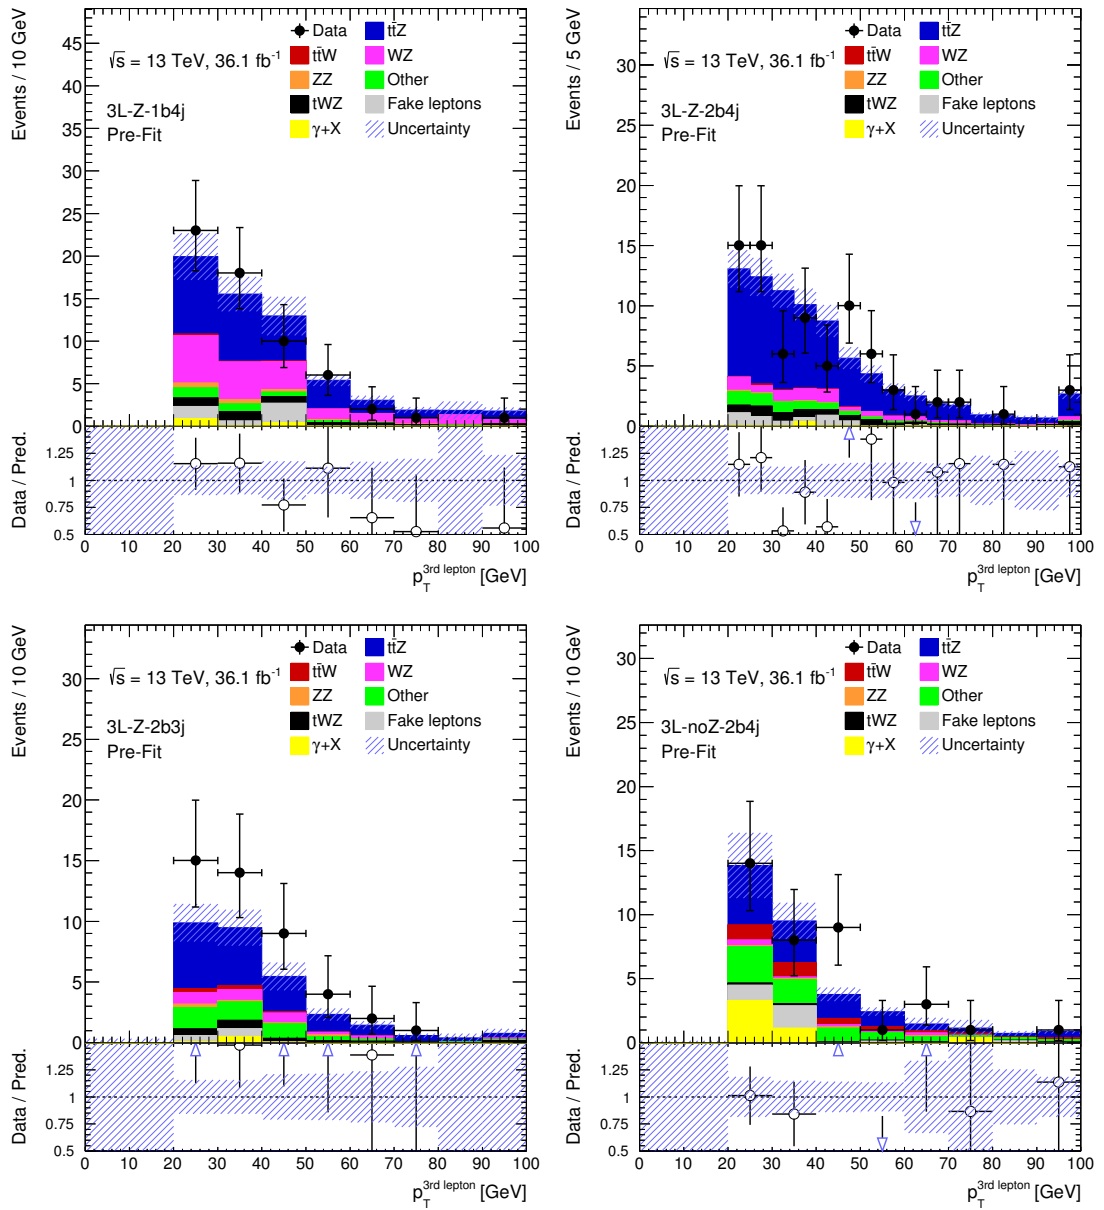 Events / 10 GeV
√s = 13 TeV, 36.1 fb⁻¹
3L-Z-1b4j
Pre-Fit
Data
tt̄Z
tt̄W
WZ
ZZ
Other
tWZ
Fake leptons
γ+X
Uncertainty
45
40
35
30
25
20
15
10
5
0
Data / Pred.
1.25
1
0.75
0.5
0 10 20 30 40 50 60 70 80 90 100
p_T^3rd lepton [GeV]
Events / 5 GeV
√s = 13 TeV, 36.1 fb⁻¹
3L-Z-2b4j
Pre-Fit
Data
tt̄Z
tt̄W
WZ
ZZ
Other
tWZ
Fake leptons
γ+X
Uncertainty
30
25
20
15
10
5
0
Data / Pred.
1.25
1
0.75
0.5
0 10 20 30 40 50 60 70 80 90 100
p_T^3rd lepton [GeV]
Events / 10 GeV
√s = 13 TeV, 36.1 fb⁻¹
3L-Z-2b3j
Pre-Fit
Data
tt̄Z
tt̄W
WZ
ZZ
Other
tWZ
Fake leptons
γ+X
Uncertainty
30
25
20
15
10
5
0
Data / Pred.
1.25
1
0.75
0.5
0 10 20 30 40 50 60 70 80 90 100
p_T^3rd lepton [GeV]
Events / 10 GeV
√s = 13 TeV, 36.1 fb⁻¹
3L-noZ-2b4j
Pre-Fit
Data
tt̄Z
tt̄W
WZ
ZZ
Other
tWZ
Fake leptons
γ+X
Uncertainty
30
25
20
15
10
5
0
Data / Pred.
1.25
1
0.75
0.5
0 10 20 30 40 50 60 70 80 90 100
p_T^3rd lepton [GeV]